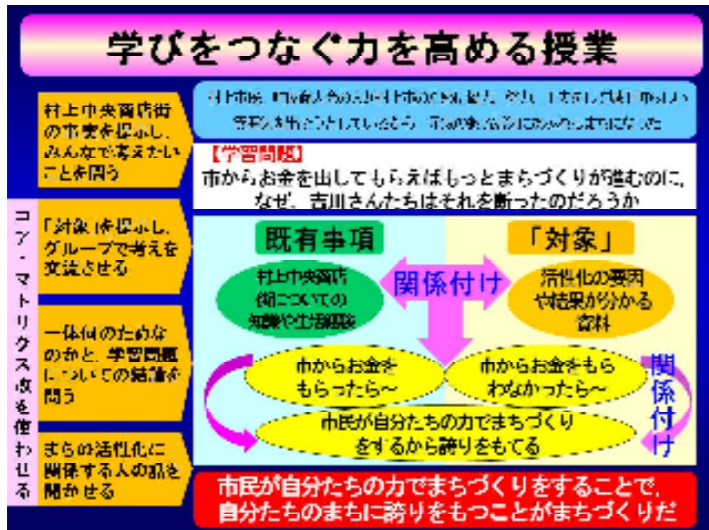 学びをつなぐ力を高める授業
村上中央商店街
の事実を提示し、
みんなで考えたい
ことを問う
【学習問題】
市からお金を出してもらえばもっとまちづくりが進むのに、
なぜ、吉川さんたちはそれを断ったのだろうか
コア・マトリクス法を使わせる
「対象」を提示し、
グループで考えを
交流させる
一体何のためな
のかと、学習問題
についての結論を
問う
まちの活性化に
関係する人の話を
聞かせる
既有事項
「対象」
村上中央商店
街についての
知識や生活経験
関係付け
活性化の要因
や結果が分かる
資料
市からお金を
もらったら～
市からお金をもら
わなかったら～
関係付け
市民が自分たちの力でまちづくり
をするから誇りをもてる
市民が自分たちの力でまちづくりをすることで、
自分たちのまちに誇りをもつことがまちづくりだ